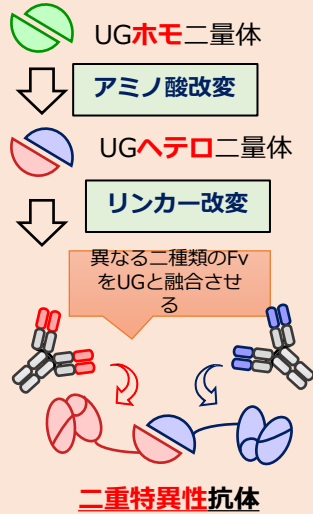 UGホモ二量体
アミノ酸改変
UGヘテロ二量体
リンカー改変
異なる二種類のFv
をUGと融合させ
る
二重特異性抗体